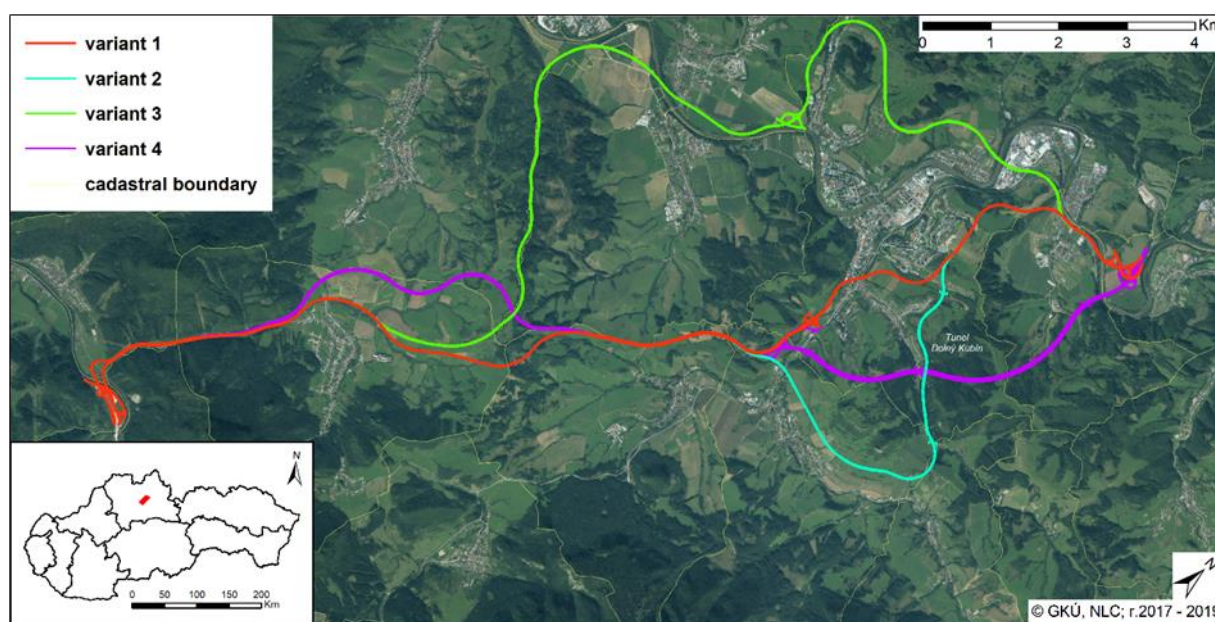 variant 1
variant 2
variant 3
variant 4
cadastral boundary
Km
0 1 2 3 4
Tunel
Dolný Kubín
N
0 50 100 150 200
Km
N
© GKÚ, NLC; r.2017 - 2019